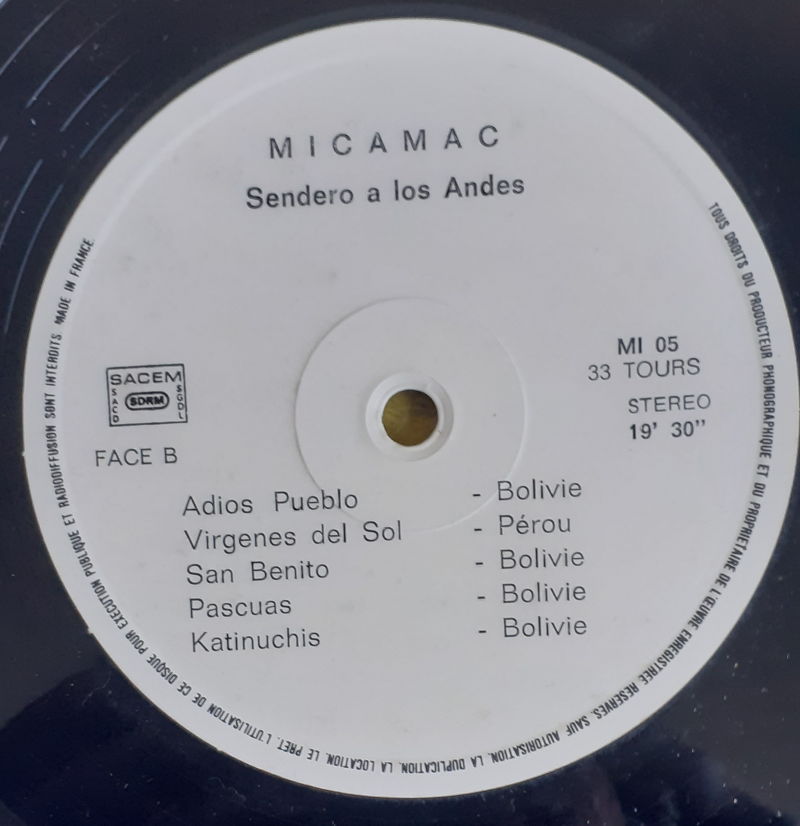 MICAMAC
Sendero a los Andes
MI 05
33 TOURS
STEREO
19' 30"
SACEM
SACD
SDRM
SGDL
FACE B
Adios Pueblo - Bolivie
Virgenes del Sol - Pérou
San Benito - Bolivie
Pascuas - Bolivie
Katinuchis - Bolivie
TOUS DROITS DU PRODUCTEUR PHONOGRAPHIQUE ET DU PROPRIETAIRE DE L'ŒUVRE ENREGISTREE RESERVES. SAUF AUTORISATION, LA DUPLICATION, LA LOCATION, LE PRET, L'UTILISATION DE CE DISQUE POUR EXECUTION PUBLIQUE ET RADIODIFFUSION SONT INTERDITS MADE IN FRANCE